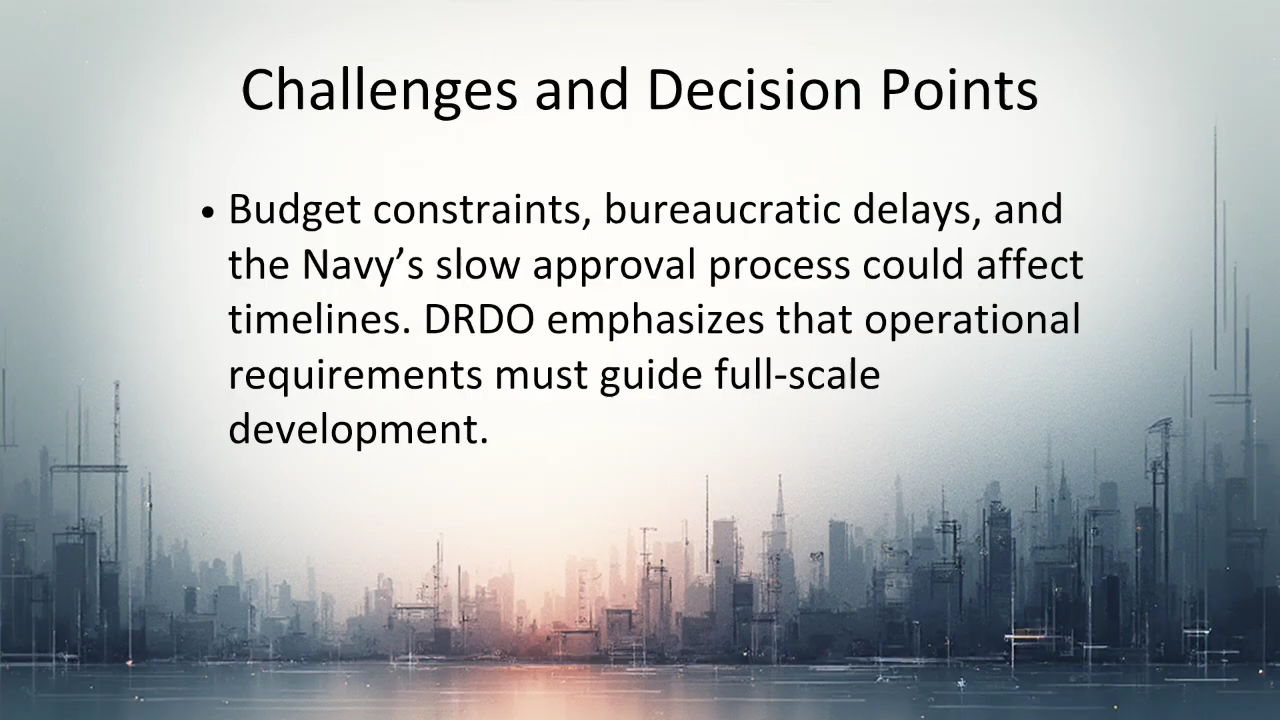 Challenges and Decision Points
• Budget constraints, bureaucratic delays, and
the Navy’s slow approval process could affect
timelines. DRDO emphasizes that operational
requirements must guide full-scale
development.